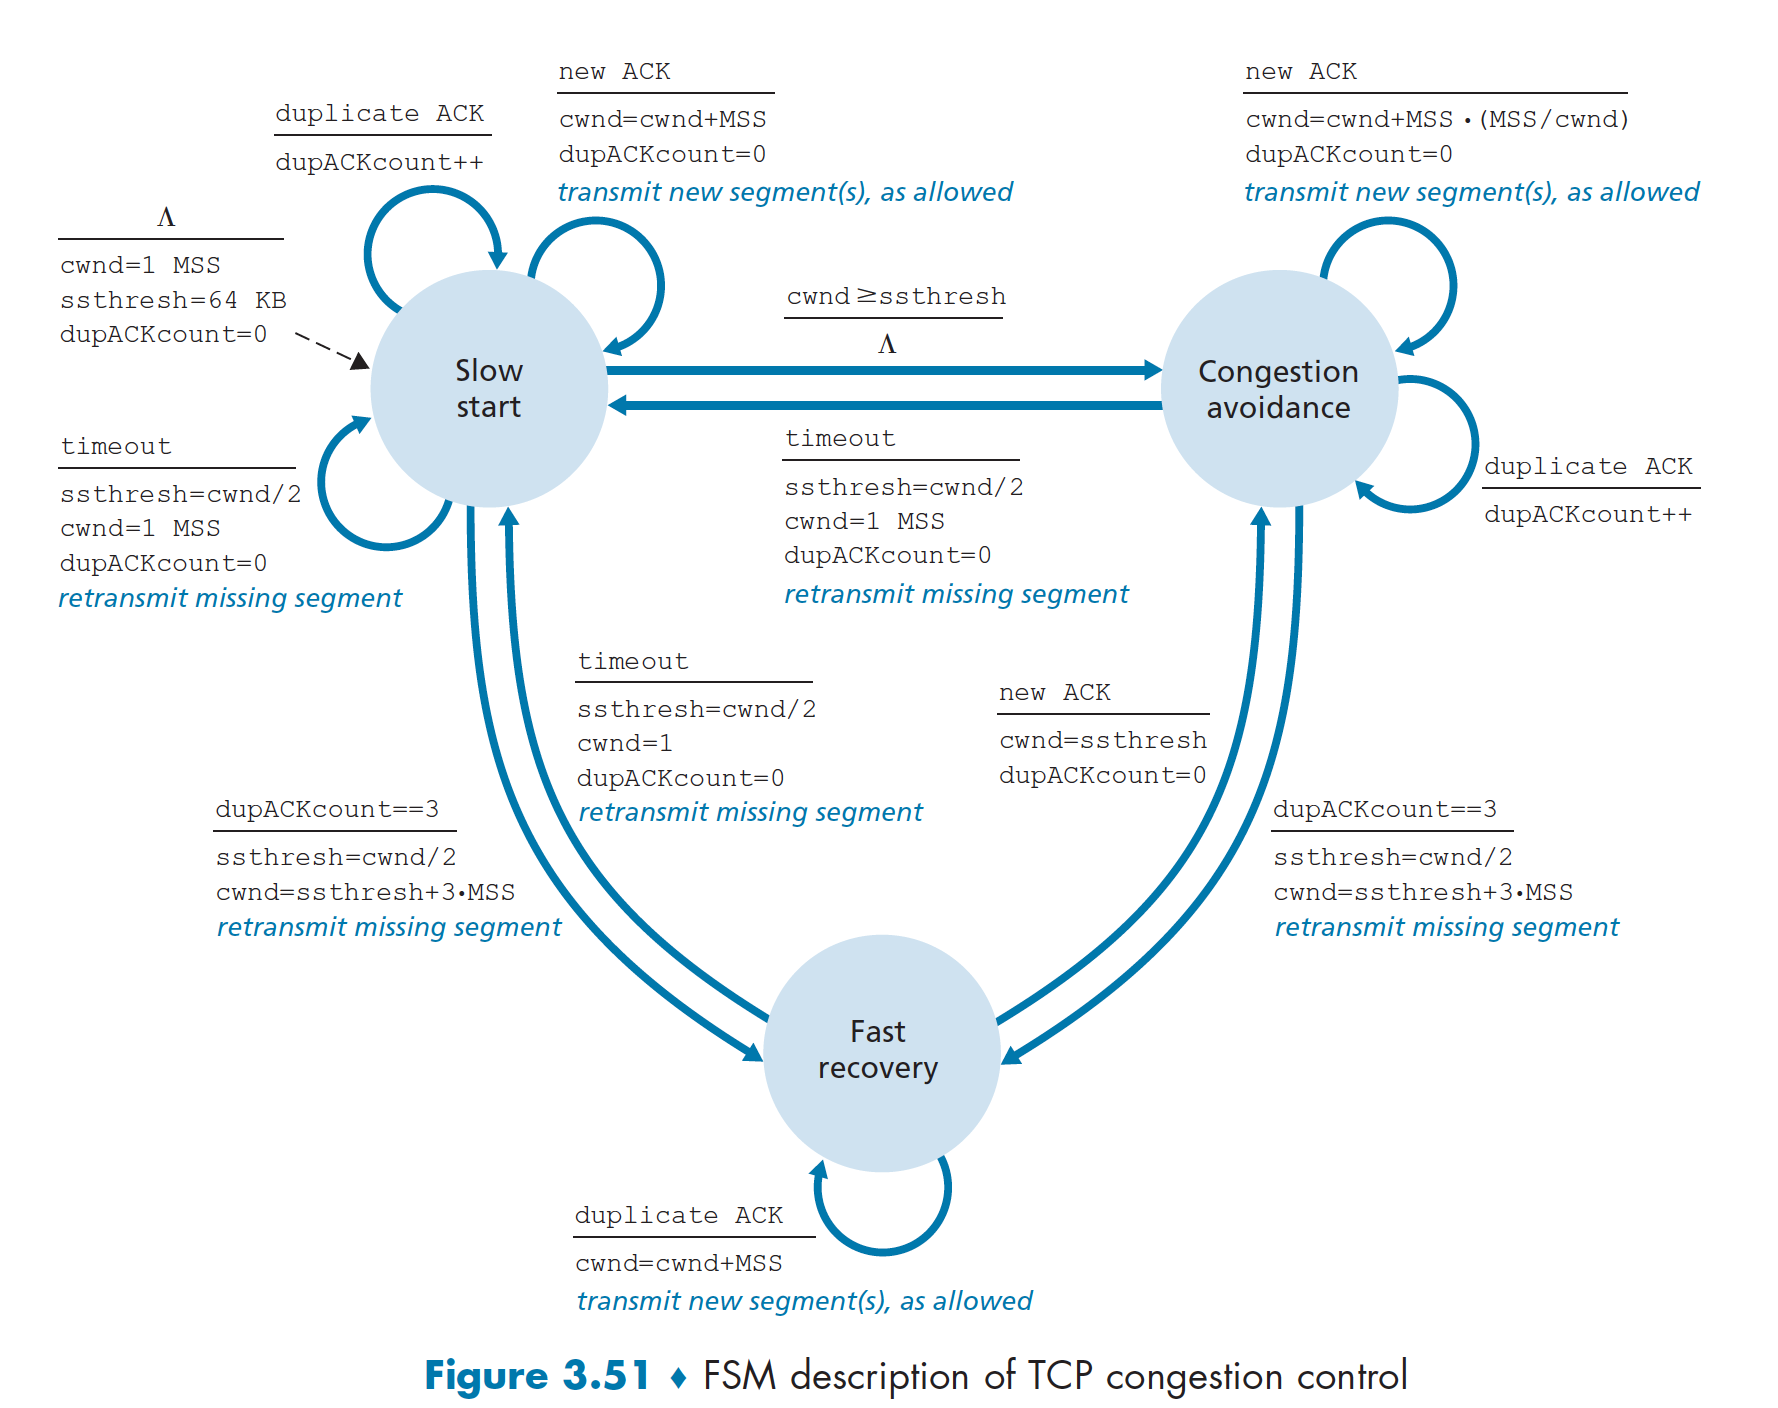 new ACK
cwnd=cwnd+MSS
dupACKcount=0
transmit new segment(s), as allowed
new ACK
cwnd=cwnd+MSS•(MSS/cwnd)
dupACKcount=0
transmit new segment(s), as allowed
duplicate ACK
dupACKcount++
Λ
cwnd=1 MSS
ssthresh=64 KB
dupACKcount=0
cwnd≥ssthresh
Λ
Slow
start
Congestion
avoidance
timeout
ssthresh=cwnd/2
cwnd=1 MSS
dupACKcount=0
retransmit missing segment
timeout
ssthresh=cwnd/2
cwnd=1 MSS
dupACKcount=0
retransmit missing segment
duplicate ACK
dupACKcount++
timeout
ssthresh=cwnd/2
cwnd=1
dupACKcount=0
retransmit missing segment
new ACK
cwnd=ssthresh
dupACKcount=0
dupACKcount==3
ssthresh=cwnd/2
cwnd=ssthresh+3•MSS
retransmit missing segment
dupACKcount==3
ssthresh=cwnd/2
cwnd=ssthresh+3•MSS
retransmit missing segment
Fast
recovery
duplicate ACK
cwnd=cwnd+MSS
transmit new segment(s), as allowed
Figure 3.51 ♦ FSM description of TCP congestion control